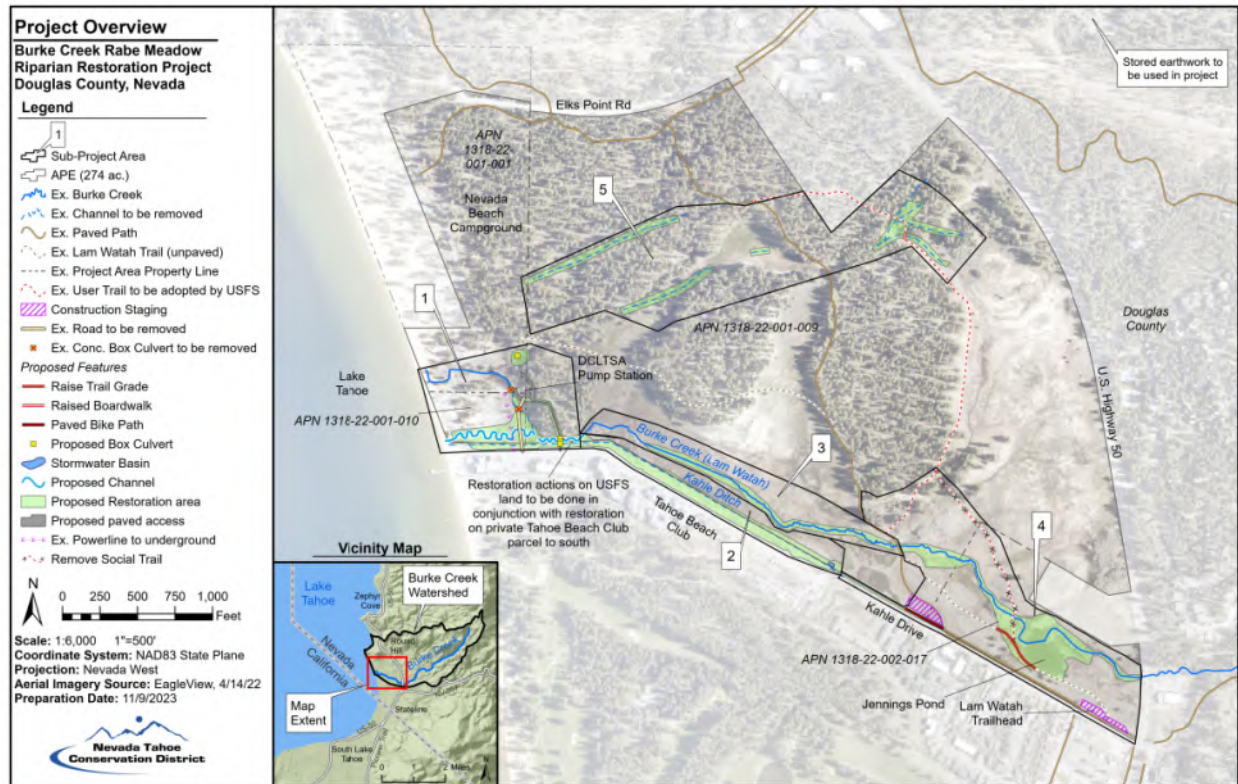 Project Overview
Burke Creek Rabe Meadow
Riparian Restoration Project
Douglas County, Nevada
Legend
1
Sub-Project Area
APE (274 ac.)
Ex. Burke Creek
Ex. Channel to be removed
Ex. Paved Path
Ex. Lam Watah Trail (unpaved)
Ex. Project Area Property Line
Ex. User Trail to be adopted by USFS
Construction Staging
Ex. Road to be removed
Ex. Conc. Box Culvert to be removed
Proposed Features
Raise Trail Grade
Raised Boardwalk
Paved Bike Path
Proposed Box Culvert
Stormwater Basin
Proposed Channel
Proposed Restoration area
Proposed paved access
Ex. Powerline to underground
Remove Social Trail
N
0 250 500 1,000
Feet
Scale: 1:6,000 1"=500'
Coordinate System: NAD83 State Plane
Projection: Nevada West
Aerial Imagery Source: EagleView, 4/14/22
Preparation Date: 11/9/2023
Nevada Tahoe
Conservation District
Stored earthwork to
be used in project
Elks Point Rd
APN
1318-22-
001-001
Nevada
Beach
Campground
5
1
APN 1318-22-001-009
Douglas
County
U.S. Highway 50
DCLTSA
Pump Station
Lake
Tahoe
APN 1318-22-001-010
3
Burke Creek (Lam Watah)
Kahle Ditch
Tahoe Beach
Club
2
4
Restoration actions on USFS
land to be done in
conjunction with restoration
on private Tahoe Beach Club
parcel to south
Kahle Drive
APN 1318-22-002-017
Jennings Pond
Lam Watah
Trailhead
Vicinity Map
Lake
Tahoe
Zephyr
Cove
Burke Creek
Watershed
Round
Hill
Burke Creek
Nevada
California
Map
Extent
Stateline
US-50
South Lake
Tahoe
0 1 2 Miles
N